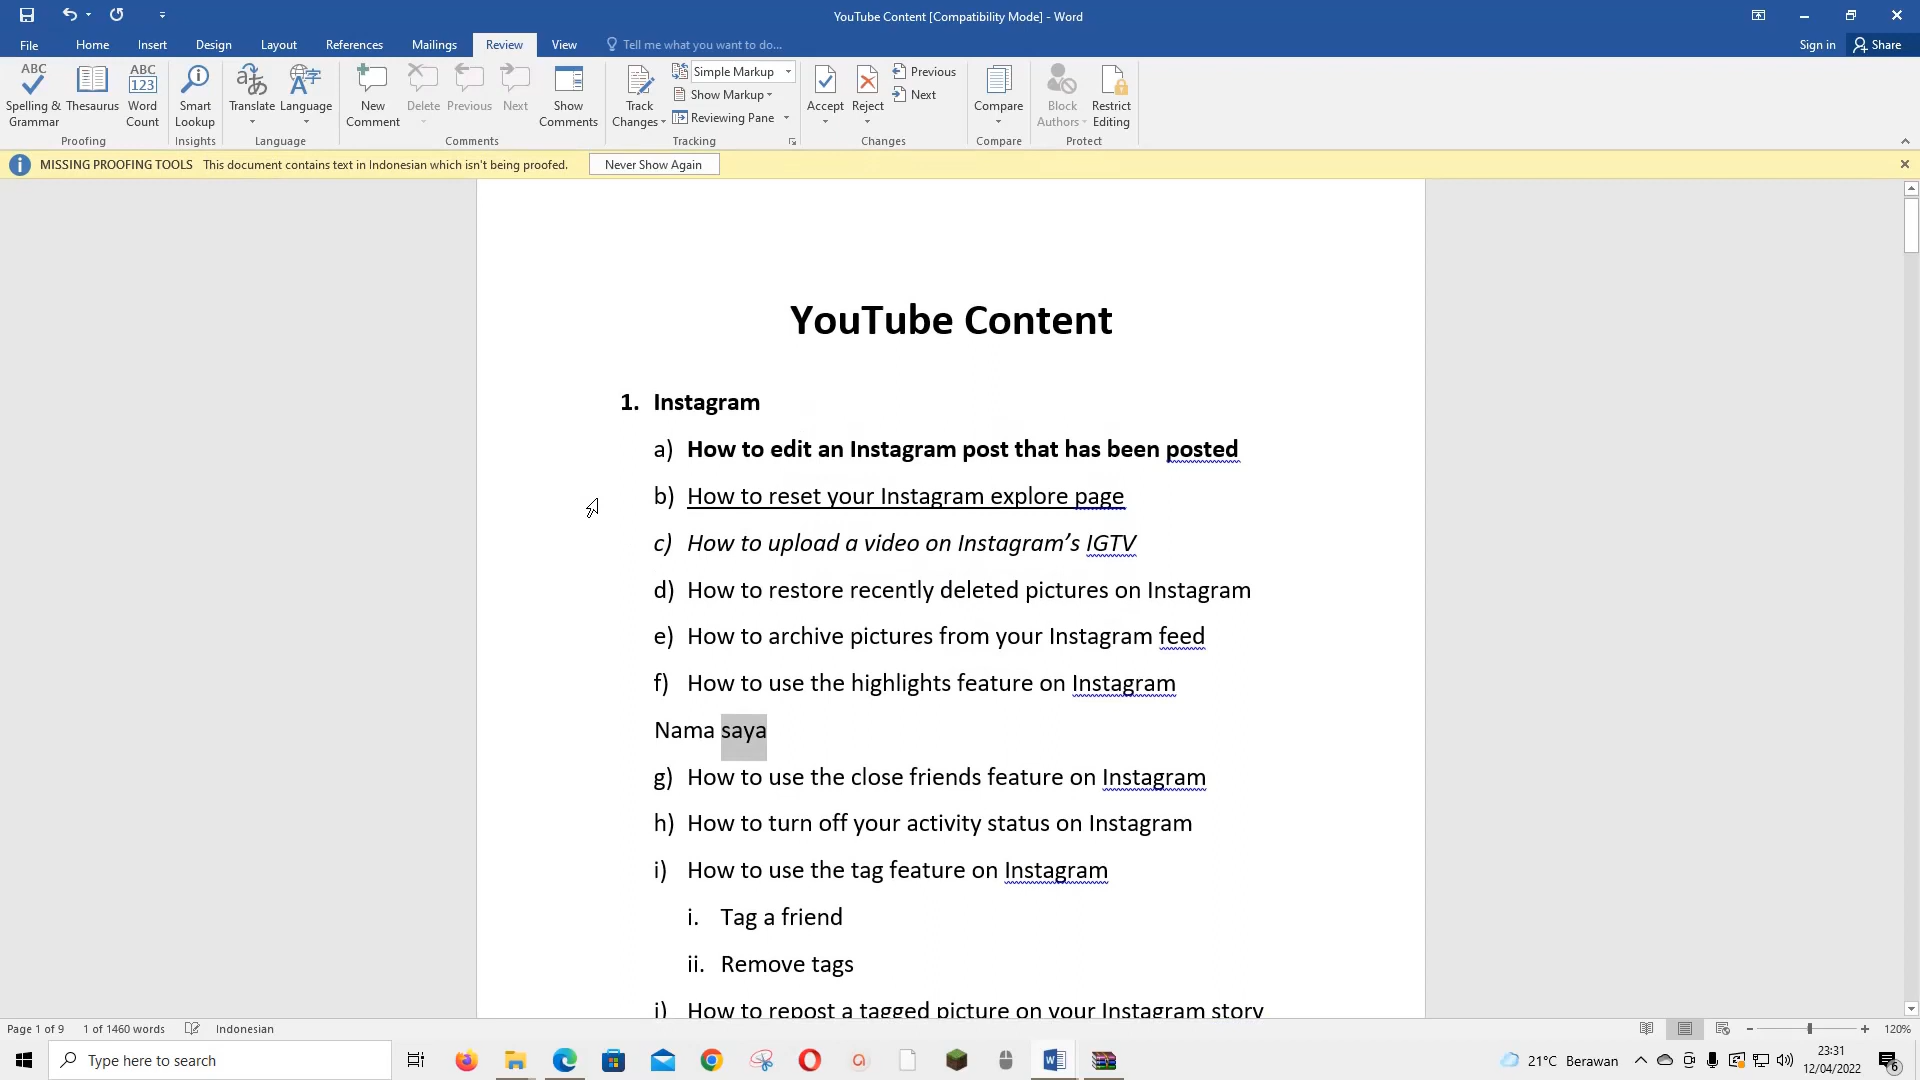 YouTube Content [Compatibility Mode] - Word
File Home Insert Design Layout References Mailings Review View Tell me what you want to do... Sign in Share
ABC Spelling & Grammar
Thesaurus
ABC 123 Word Count
Proofing
Smart Lookup
Insights
Translate
Language
Language
New Comment
Delete
Previous
Next
Show Comments
Comments
Track Changes
Simple Markup
Show Markup
Reviewing Pane
Tracking
Accept
Reject
Previous
Next
Changes
Compare
Compare
Block Authors
Restrict Editing
Protect
MISSING PROOFING TOOLS This document contains text in Indonesian which isn't being proofed. Never Show Again
YouTube Content
1. Instagram
a) How to edit an Instagram post that has been posted
b) How to reset your Instagram explore page
c) How to upload a video on Instagram’s IGTV
d) How to restore recently deleted pictures on Instagram
e) How to archive pictures from your Instagram feed
f) How to use the highlights feature on Instagram
Nama saya
g) How to use the close friends feature on Instagram
h) How to turn off your activity status on Instagram
i) How to use the tag feature on Instagram
i. Tag a friend
ii. Remove tags
j) How to repost a tagged picture on your Instagram story
Page 1 of 9 1 of 1460 words Indonesian 120%
Type here to search
21°C Berawan
23:31
12/04/2022
6